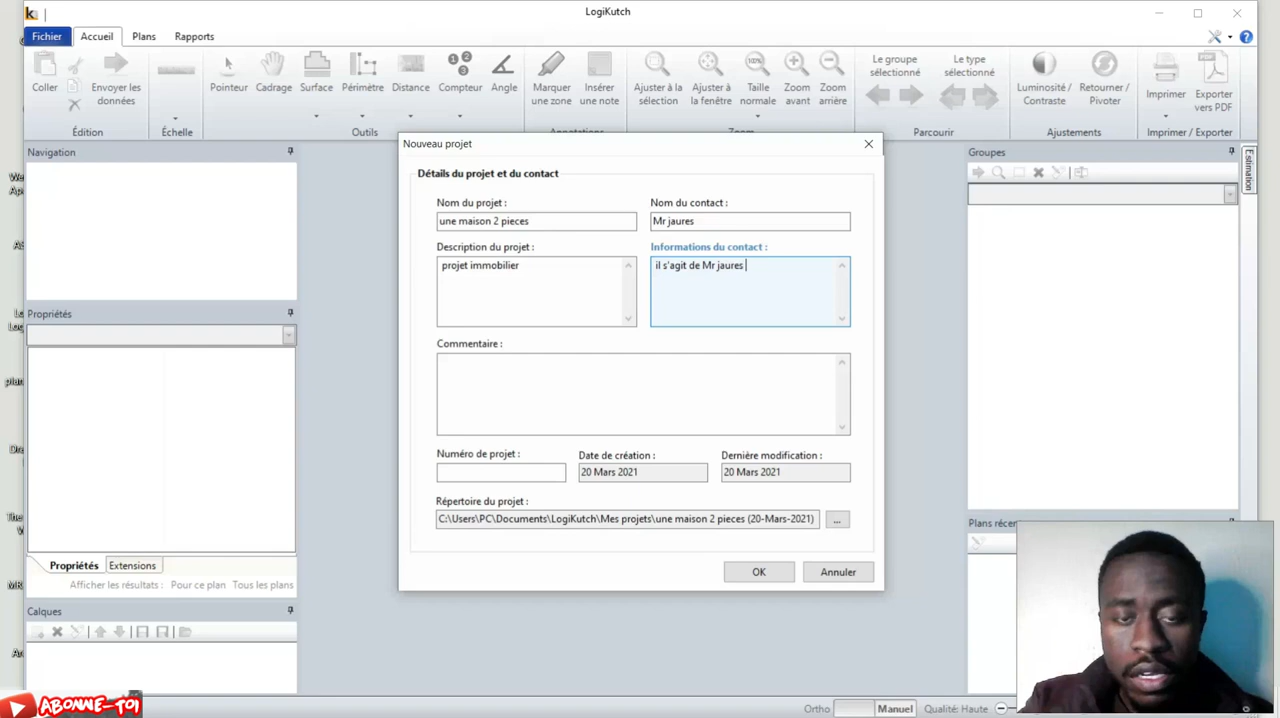 LogiKutch
Fichier
Accueil
Plans
Rapports
Coller
Envoyer les données
Pointeur
Cadrage
Surface
Périmètre
Distance
Compteur
Angle
Marquer une zone
Insérer une note
Ajuster à la sélection
Ajuster à la fenêtre
Taille normale
Zoom avant
Zoom arrière
Le groupe sélectionné
Le type sélectionné
Luminosité / Contraste
Retourner / Pivoter
Imprimer
Exporter vers PDF
Édition
Échelle
Outils
Parcourir
Ajustements
Imprimer / Exporter
Navigation
Propriétés
Propriétés
Extensions
Afficher les résultats :
Pour ce plan
Tous les plans
Calques
Nouveau projet
Détails du projet et du contact
Nom du projet :
Nom du contact :
une maison 2 pieces
Mr jaures
Description du projet :
Informations du contact :
projet immobilier
il s'agit de Mr jaures
Commentaire :
Numéro de projet :
Date de création :
Dernière modification :
20 Mars 2021
20 Mars 2021
Répertoire du projet :
C:\Users\PC\Documents\LogiKutch\Mes projets\une maison 2 pieces (20-Mars-2021)
...
OK
Annuler
Groupes
Estimation
Ortho
Manuel
Qualité: Haute
ABONNE-TOI